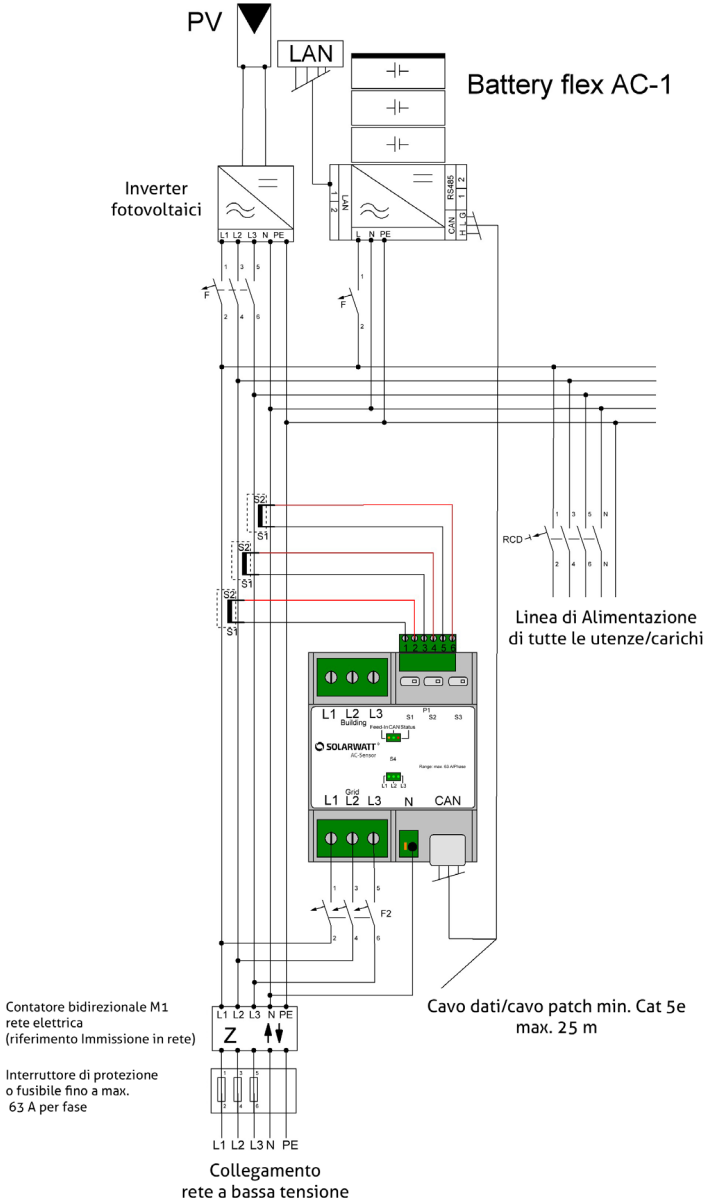 PV
LAN
Battery flex AC-1
Inverter
fotovoltaici
LAN
1
2
RS485
1
2
CAN
H L G
L1 L2 L3 N PE
L N PE
F
1 3 5
2 4 6
F
1
2
S2
S1
S2
S1
S2
S1
RCD
1 3 5 N
2 4 6 N
Linea di Alimentazione
di tutte le utenze/carichi
1 2 3 4 5 6
L1 L2 L3
Building
P1
S1 S2 S3
Feed-In CAN Status
SOLARWATT®
AC-Sensor
S4
Range: max. 63 A/Phase
L1 L2 L3
Grid
L1 L2 L3 N CAN
1 3 5
F2
2 4 6
Cavo dati/cavo patch min. Cat 5e
max. 25 m
Contatore bidirezionale M1
rete elettrica
(riferimento Immissione in rete)
L1 L2 L3 N PE
Z
Interruttore di protezione
o fusibile fino a max.
63 A per fase
1 3 5
2 4 6
L1 L2 L3 N PE
Collegamento
rete a bassa tensione